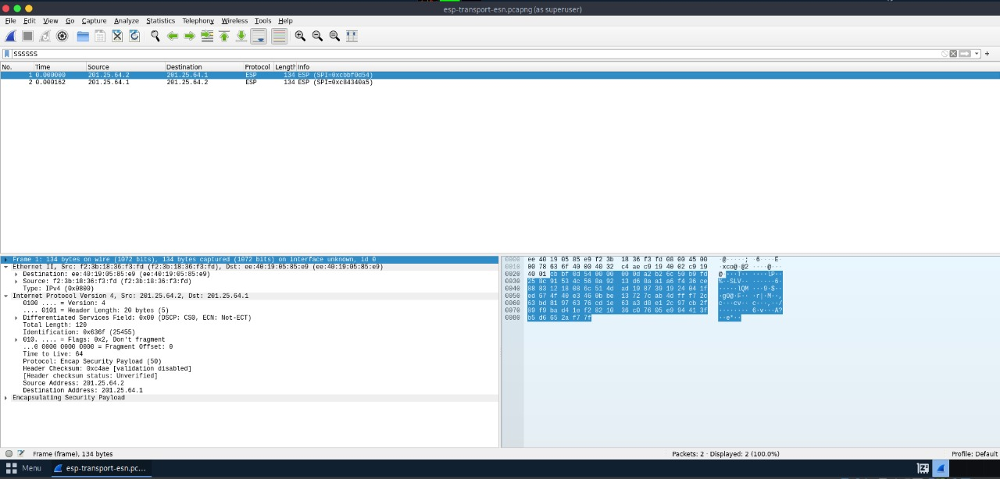 esp-transport-esn.pcapng (as superuser)
File Edit View Go Capture Analyze Statistics Telephony Wireless Tools Help
ssssss
No. Time Source Destination Protocol Length Info
1 0.000000 201.25.64.2 201.25.64.1 ESP 134 ESP (SPI=0xcbbf0d54)
2 0.000162 201.25.64.1 201.25.64.2 ESP 134 ESP (SPI=0xc84340a5)
Frame 1: 134 bytes on wire (1072 bits), 134 bytes captured (1072 bits) on interface unknown, id 0
Ethernet II, Src: f2:3b:18:36:f3:fd (f2:3b:18:36:f3:fd), Dst: ee:40:19:05:85:e9 (ee:40:19:05:85:e9)
Destination: ee:40:19:05:85:e9 (ee:40:19:05:85:e9)
Source: f2:3b:18:36:f3:fd (f2:3b:18:36:f3:fd)
Type: IPv4 (0x0800)
Internet Protocol Version 4, Src: 201.25.64.2, Dst: 201.25.64.1
0100 .... = Version: 4
.... 0101 = Header Length: 20 bytes (5)
Differentiated Services Field: 0x00 (DSCP: CS0, ECN: Not-ECT)
Total Length: 120
Identification: 0x636f (25455)
010. .... = Flags: 0x2, Don't fragment
...0 0000 0000 0000 = Fragment Offset: 0
Time to Live: 64
Protocol: Encap Security Payload (50)
Header Checksum: 0xc4ae [validation disabled]
[Header checksum status: Unverified]
Source Address: 201.25.64.2
Destination Address: 201.25.64.1
Encapsulating Security Payload
0000 ee 40 19 05 85 e9 f2 3b 18 36 f3 fd 08 00 45 00 ·@·····; ·6····E·
0010 00 78 63 6f 40 00 40 32 c4 ae c9 19 40 02 c9 19 ·xco@·@2 ····@···
0020 40 01 cb bf 0d 54 00 00 00 0d a2 b2 6c 50 b9 fd @····T·· ····lP··
0030 25 8c 91 53 4c 56 8a 92 13 d6 8a a1 a6 f4 36 ce %··SLV·· ······6·
0040 88 83 12 18 08 6c 51 4d ad 19 87 39 19 24 04 1f ·····lQM ···9·$··
0050 ed 67 4f 40 e3 46 0b be 13 72 7c ab 4d ff f7 2c ·gO@·F·· ·r|·M··,
0060 63 bd 81 97 63 76 cd 1e 63 a3 d8 e1 2c 97 cb 2f c···cv·· c···,··/
0070 89 f9 ba d4 1e f2 82 10 36 c0 76 05 e9 94 41 3f ········ 6·v···A?
0080 b5 d6 65 2a f7 7f ··e*··
Frame (frame), 134 bytes
Packets: 2 · Displayed: 2 (100.0%)
Profile: Default
Menu
esp-transport-esn.pc...